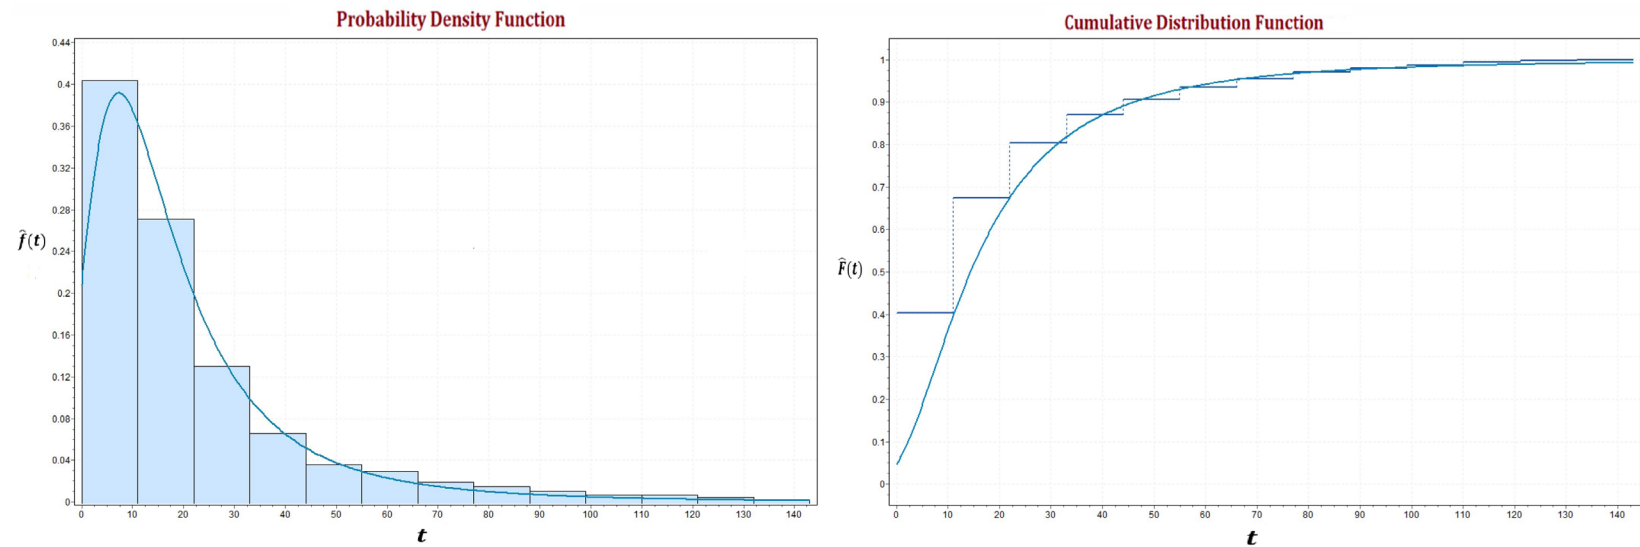 Probability Density Function
0.44
0.4
0.36
0.32
0.28
0.24
0.2
0.16
0.12
0.08
0.04
0
f̂(t)
0 10 20 30 40 50 60 70 80 90 100 110 120 130 140
t
Cumulative Distribution Function
1
0.9
0.8
0.7
0.6
0.5
0.4
0.3
0.2
0.1
0
F̂(t)
0 10 20 30 40 50 60 70 80 90 100 110 120 130 140
t